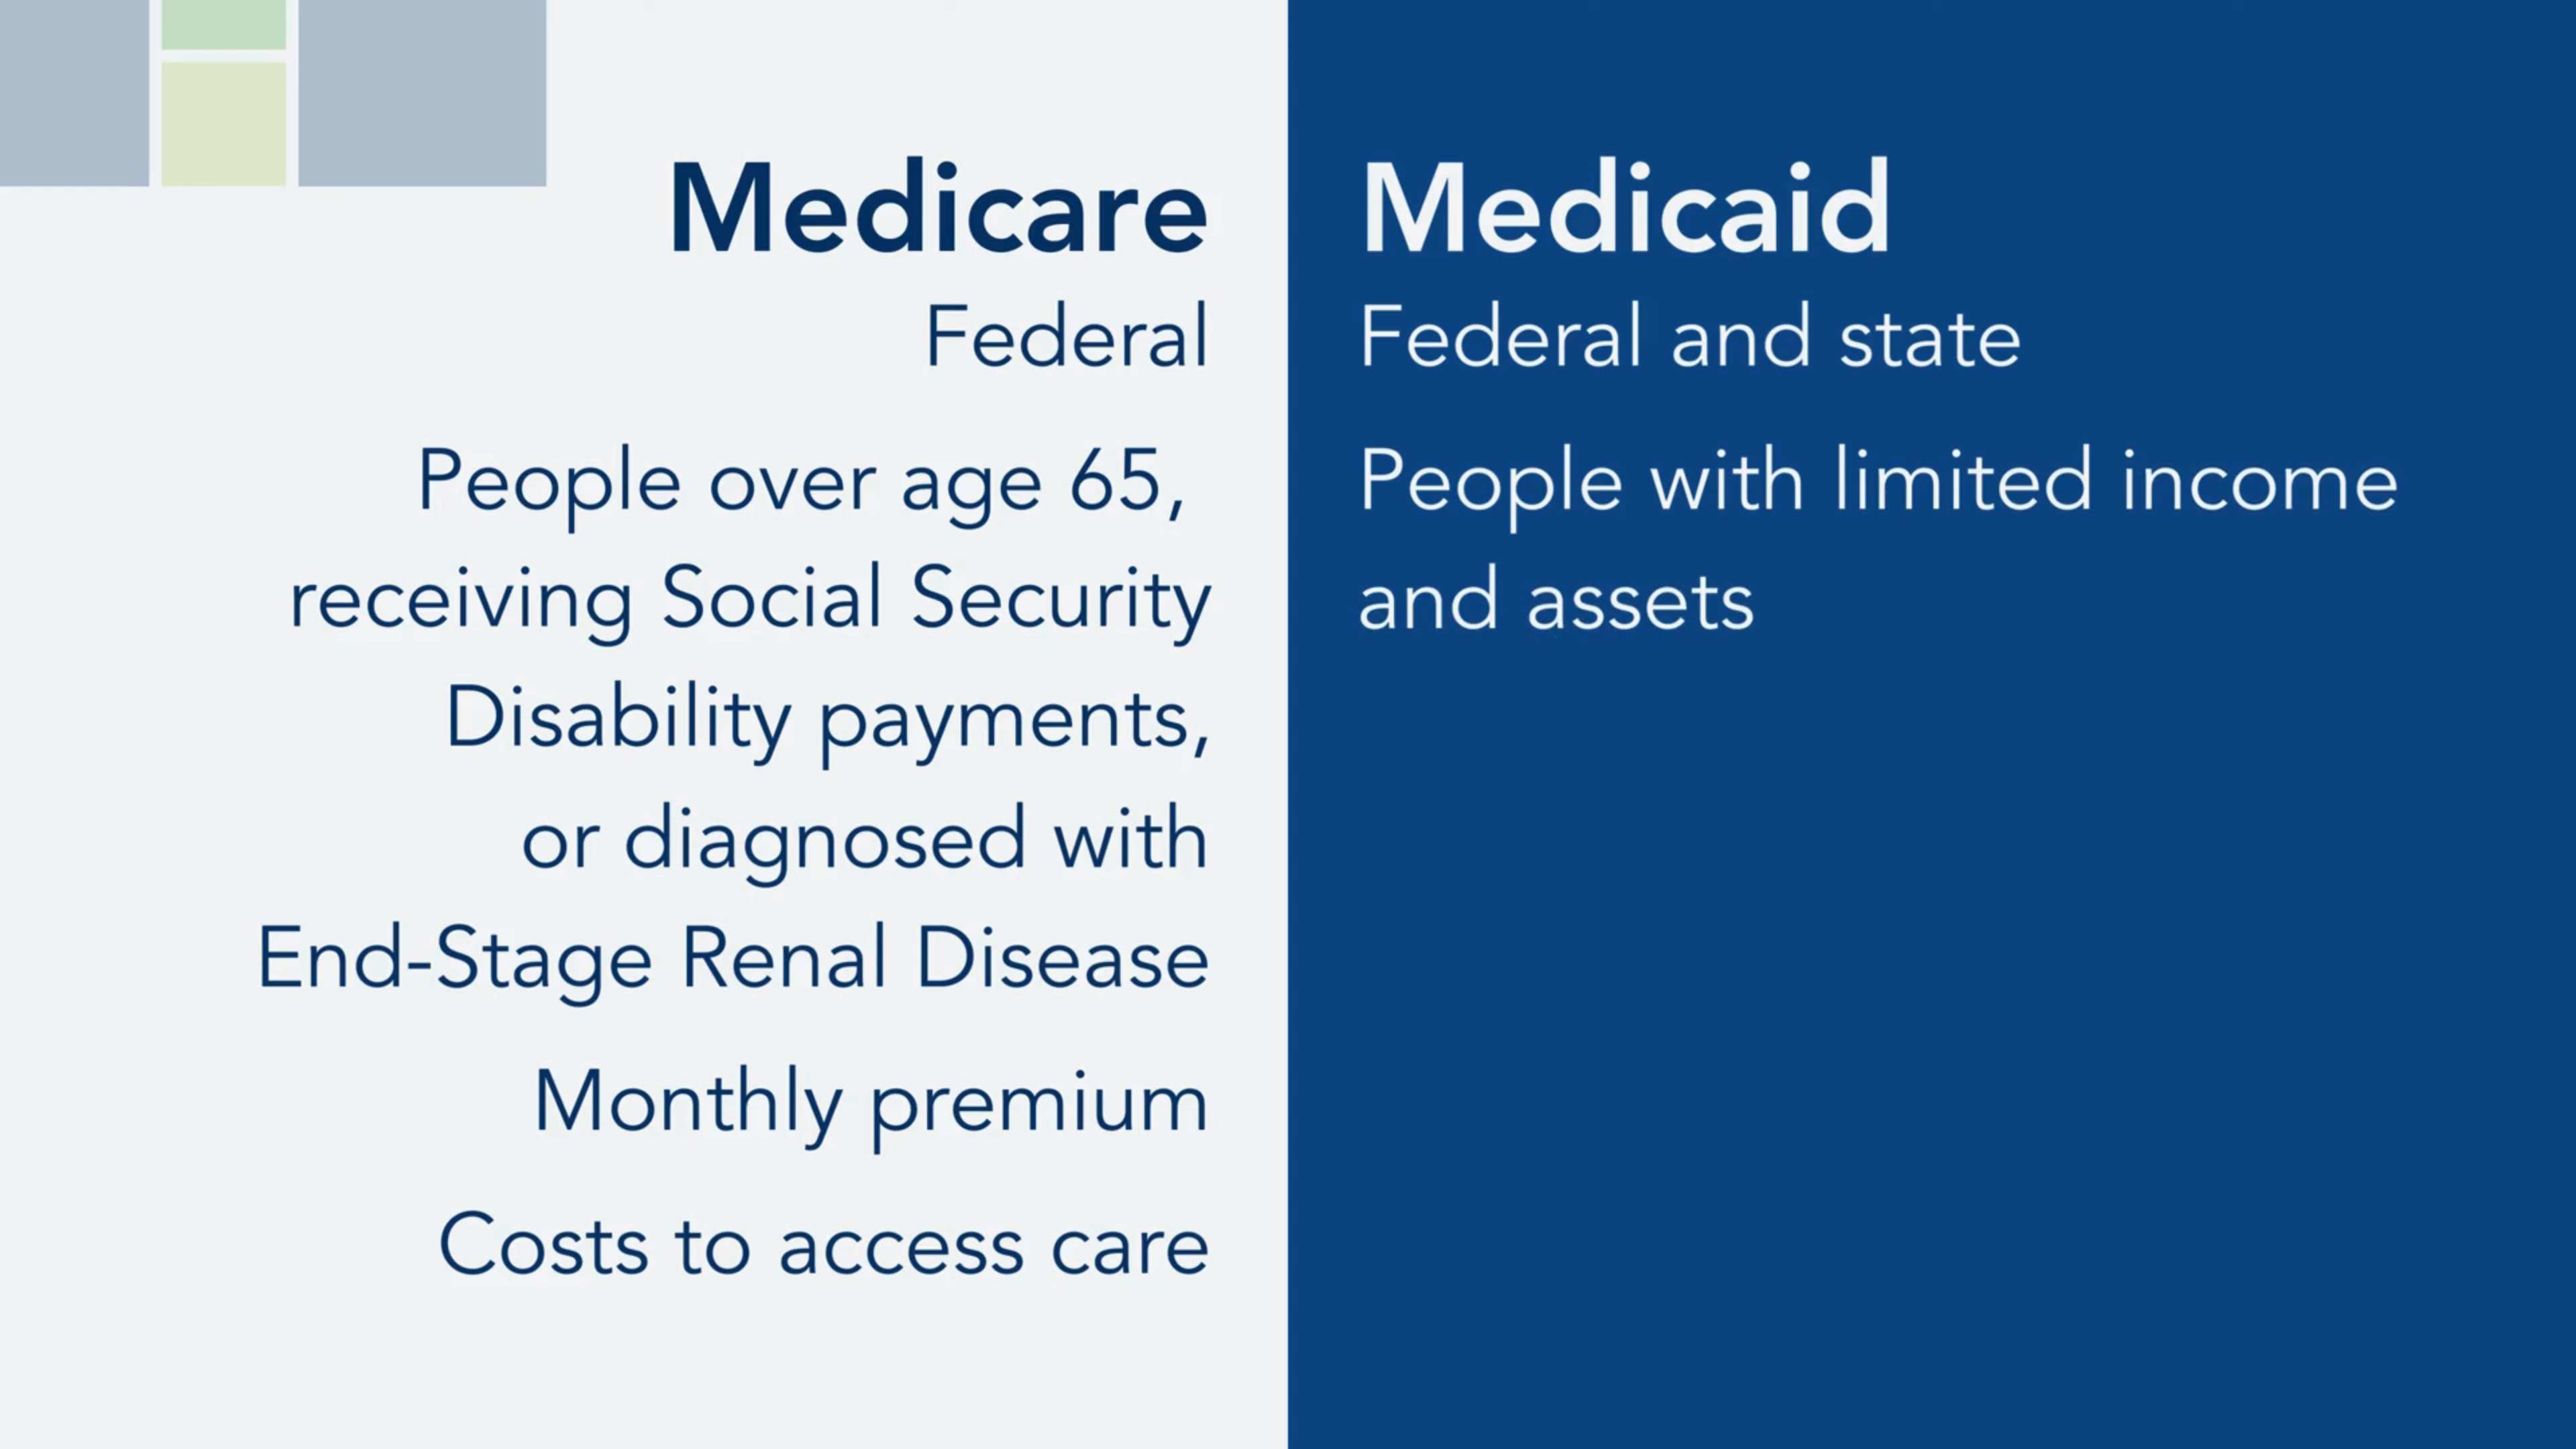 Medicare
Federal
People over age 65,
receiving Social Security
Disability payments,
or diagnosed with
End-Stage Renal Disease
Monthly premium
Costs to access care
Medicaid
Federal and state
People with limited income
and assets